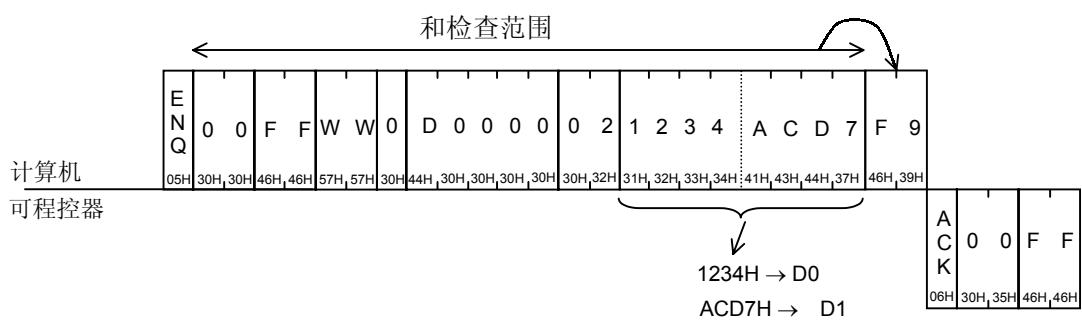 和检查范围
E N Q 0 0 F F W W 0 D 0 0 0 0 0 2 1 2 3 4 A C D 7 F 9
05H 30H 30H 46H 46H 57H 57H 30H 44H 30H 30H 30H 30H 30H 32H 31H 32H 33H 34H 41H 43H 44H 37H 46H 39H
计算机
可程控器
A C K 0 0 F F
06H 30H 35H 46H 46H
1234H → D0
ACD7H → D1